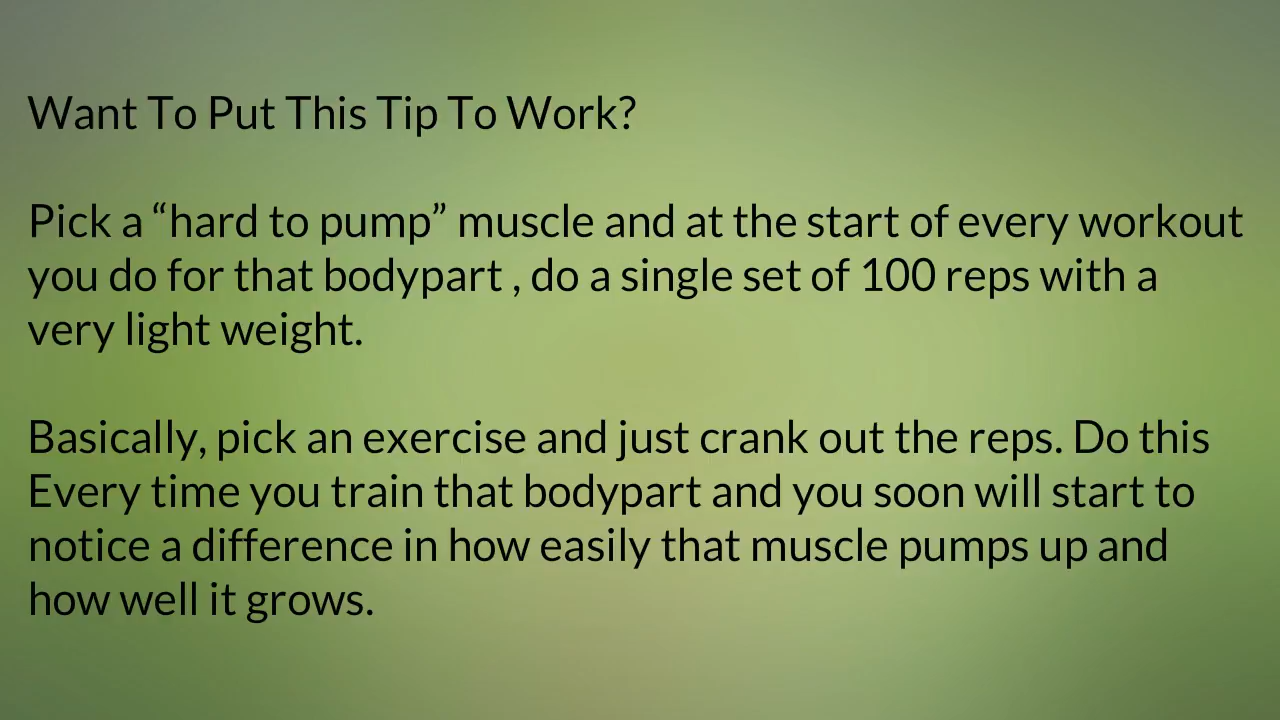 Want To Put This Tip To Work?
Pick a “hard to pump” muscle and at the start of every workout
you do for that bodypart , do a single set of 100 reps with a
very light weight.
Basically, pick an exercise and just crank out the reps. Do this
Every time you train that bodypart and you soon will start to
notice a difference in how easily that muscle pumps up and
how well it grows.